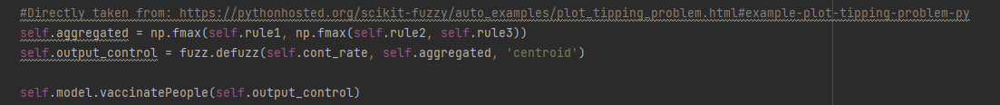 #Directly taken from: https://pythonhosted.org/scikit-fuzzy/auto_examples/plot_tipping_problem.html#example-plot-tipping-problem-py
self.aggregated = np.fmax(self.rule1, np.fmax(self.rule2, self.rule3))
self.output_control = fuzz.defuzz(self.cont_rate, self.aggregated, 'centroid')
self.model.vaccinatePeople(self.output_control)